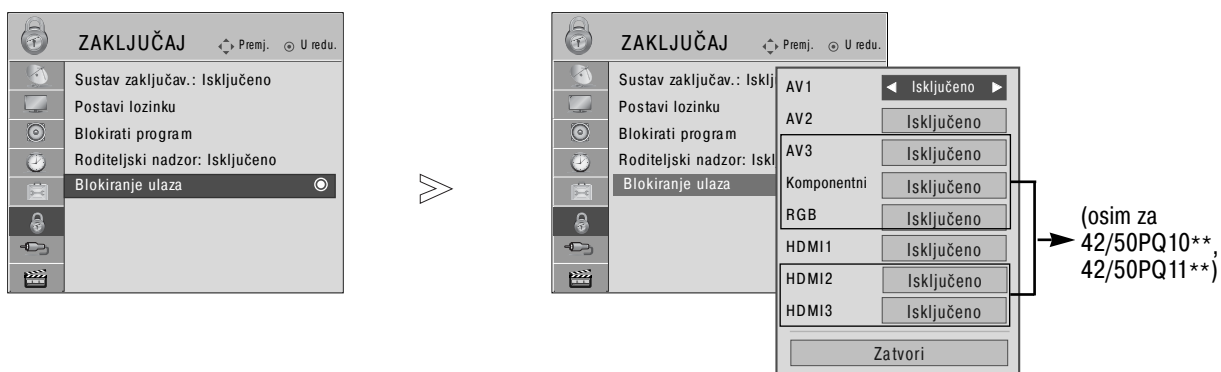 ZAKLJUČAJ Premj. U redu.
Sustav zaključav.: Isključeno
Postavi lozinku
Blokirati program
Roditeljski nadzor: Isključeno
Blokiranje ulaza
ZAKLJUČAJ Premj. U redu.
Sustav zaključav.: Isklj
Postavi lozinku
Blokirati program
Roditeljski nadzor: Iskl
Blokiranje ulaza
AV1 ◀ Isključeno ▶
AV2 Isključeno
AV3 Isključeno
Komponentni Isključeno
RGB Isključeno
HDMI1 Isključeno
HDMI2 Isključeno
HDMI3 Isključeno
Zatvori
(osim za
42/50PQ10**,
42/50PQ11**)